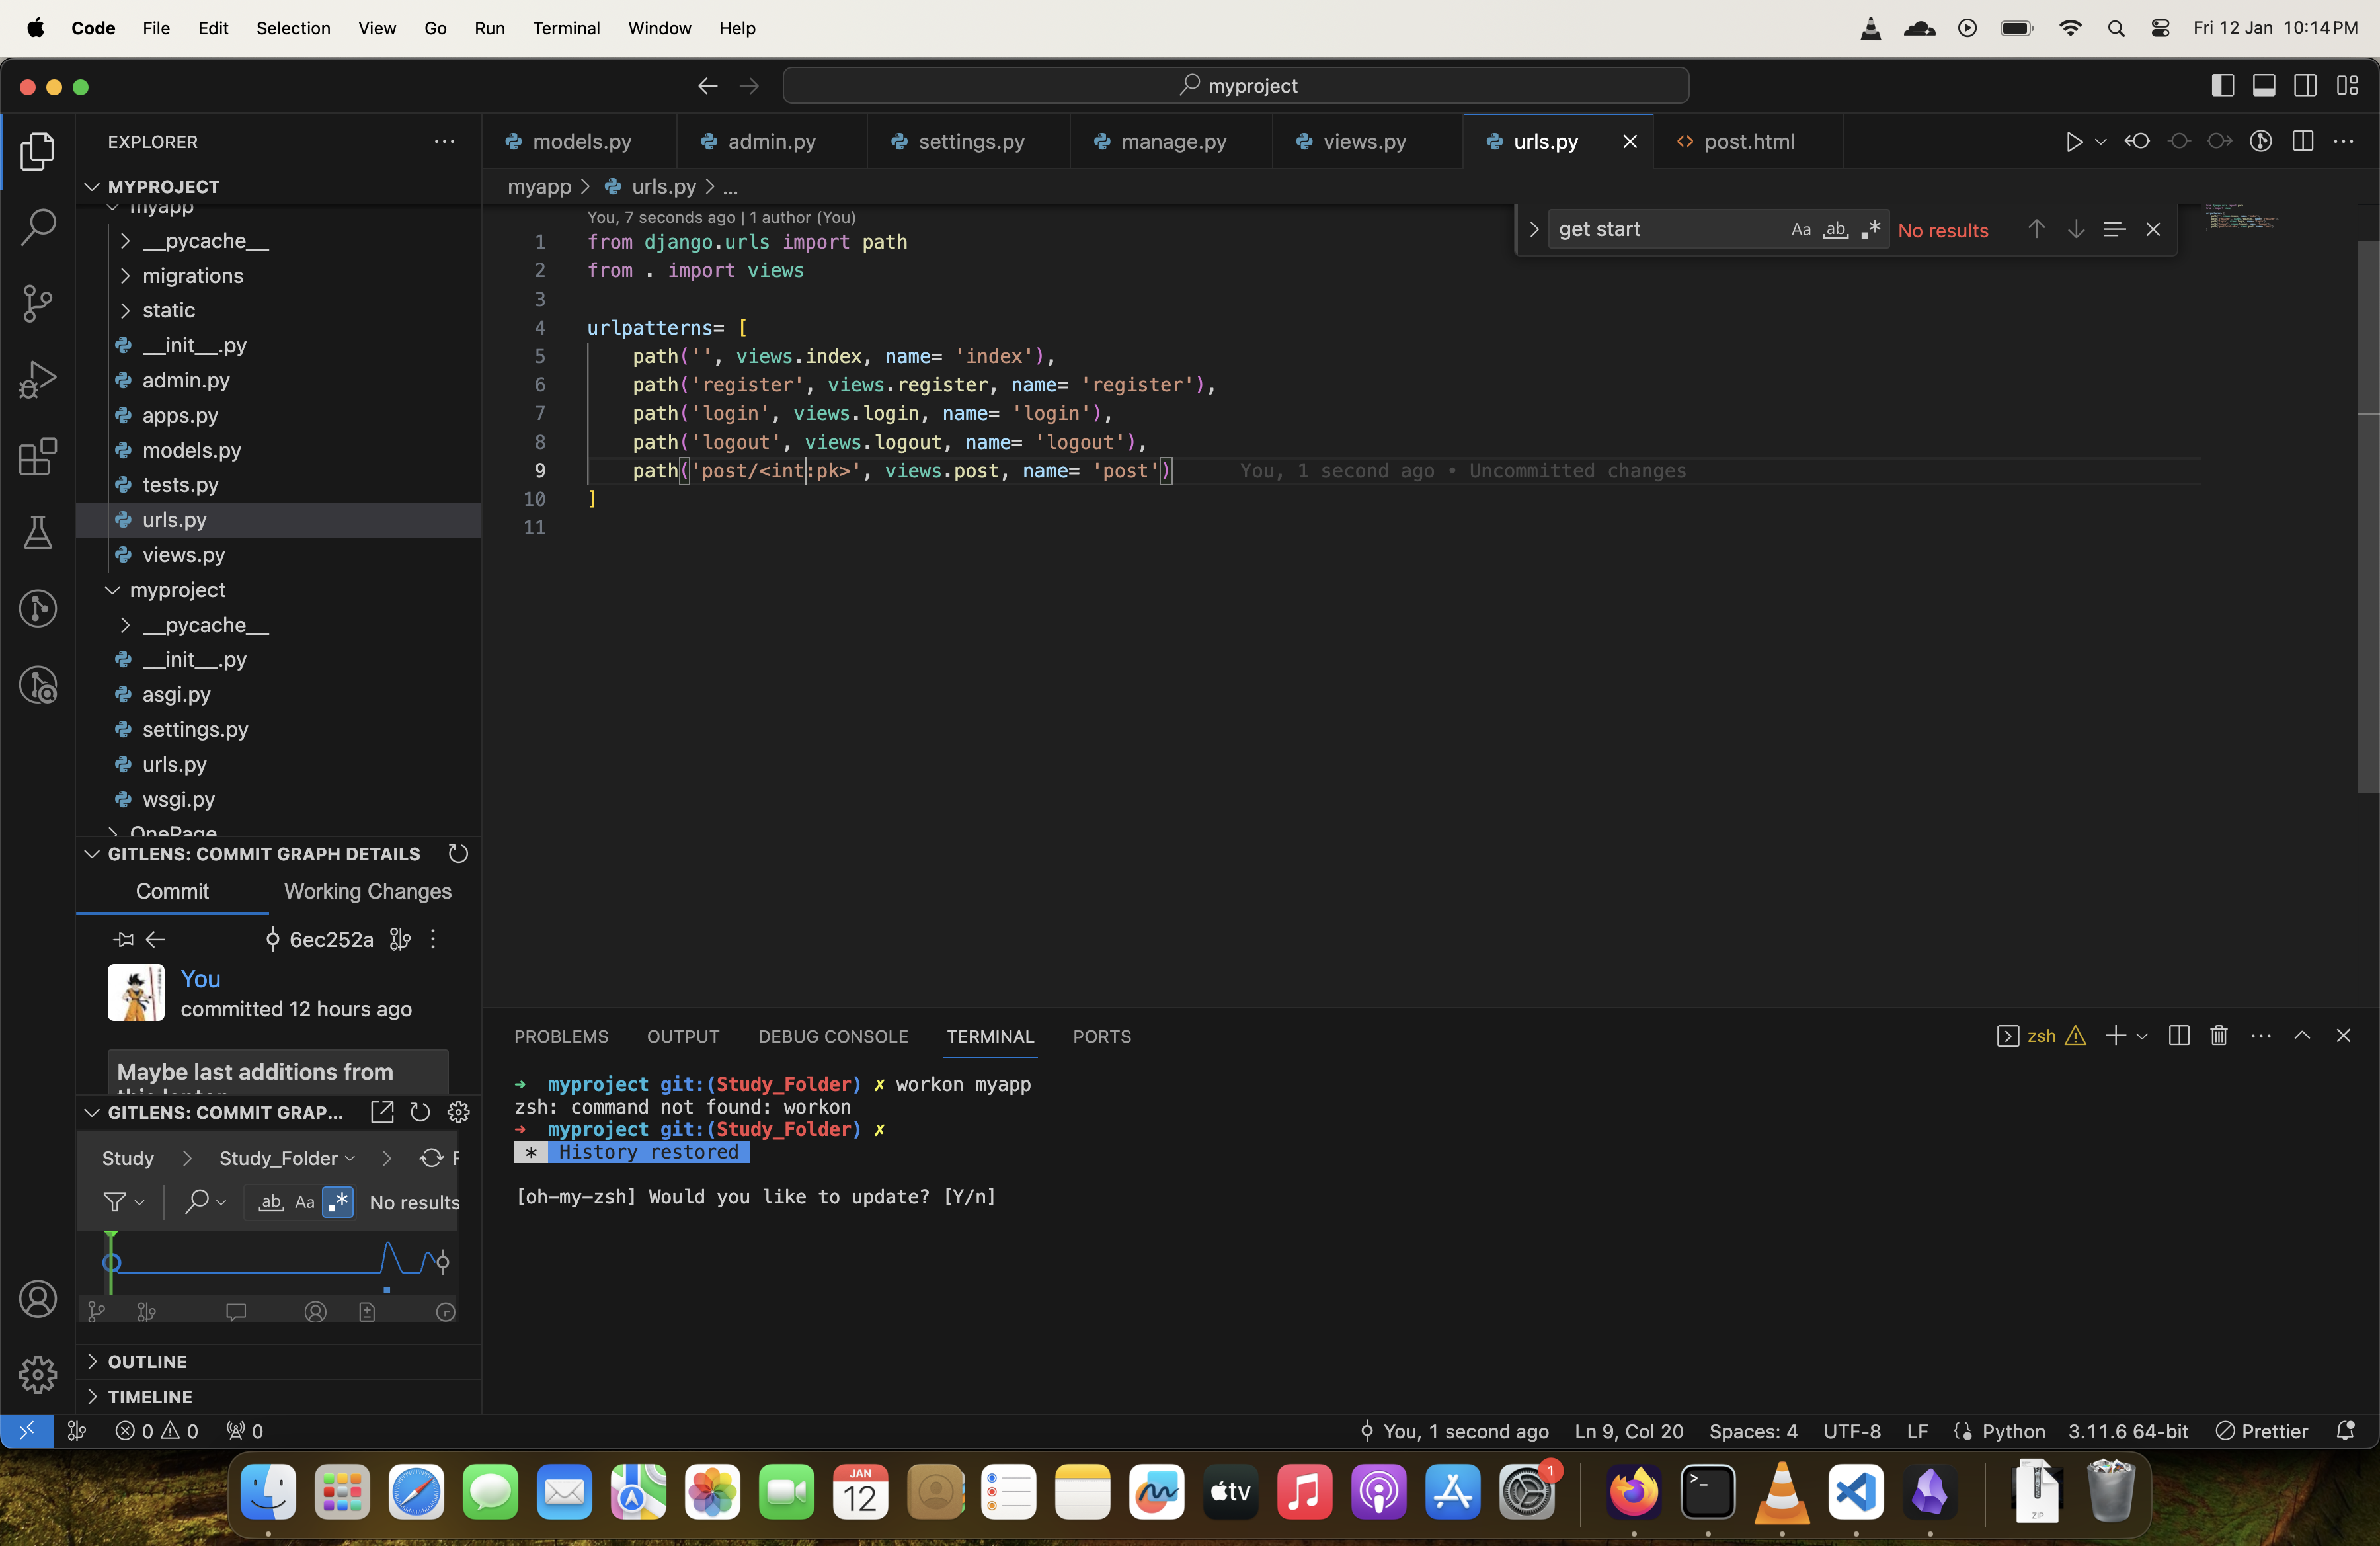 Code File Edit Selection View Go Run Terminal Window Help Fri 12 Jan 10:14 PM
myproject
EXPLORER
MYPROJECT
myapp
__pycache__
migrations
static
__init__.py
admin.py
apps.py
models.py
tests.py
urls.py
views.py
myproject
__pycache__
__init__.py
asgi.py
settings.py
urls.py
wsgi.py
OnePage
GITLENS: COMMIT GRAPH DETAILS
Commit Working Changes
6ec252a
You
committed 12 hours ago
Maybe last additions from
this laptop
GITLENS: COMMIT GRAP...
Study > Study_Folder > F
ab Aa .* No results
OUTLINE
TIMELINE
models.py admin.py settings.py manage.py views.py urls.py post.html
myapp > urls.py > ...
get start Aa ab .* No results
You, 7 seconds ago | 1 author (You)
1 from django.urls import path
2 from . import views
3
4 urlpatterns= [
5 path('', views.index, name= 'index'),
6 path('register', views.register, name= 'register'),
7 path('login', views.login, name= 'login'),
8 path('logout', views.logout, name= 'logout'),
9 path('post/<int:pk>', views.post, name= 'post') You, 1 second ago • Uncommitted changes
10 ]
11
PROBLEMS OUTPUT DEBUG CONSOLE TERMINAL PORTS zsh
➜ myproject git:(Study_Folder) ✗ workon myapp
zsh: command not found: workon
➜ myproject git:(Study_Folder) ✗
* History restored
[oh-my-zsh] Would you like to update? [Y/n]
0 0 0 You, 1 second ago Ln 9, Col 20 Spaces: 4 UTF-8 LF Python 3.11.6 64-bit Prettier
JAN
12
tv
1
ZIP